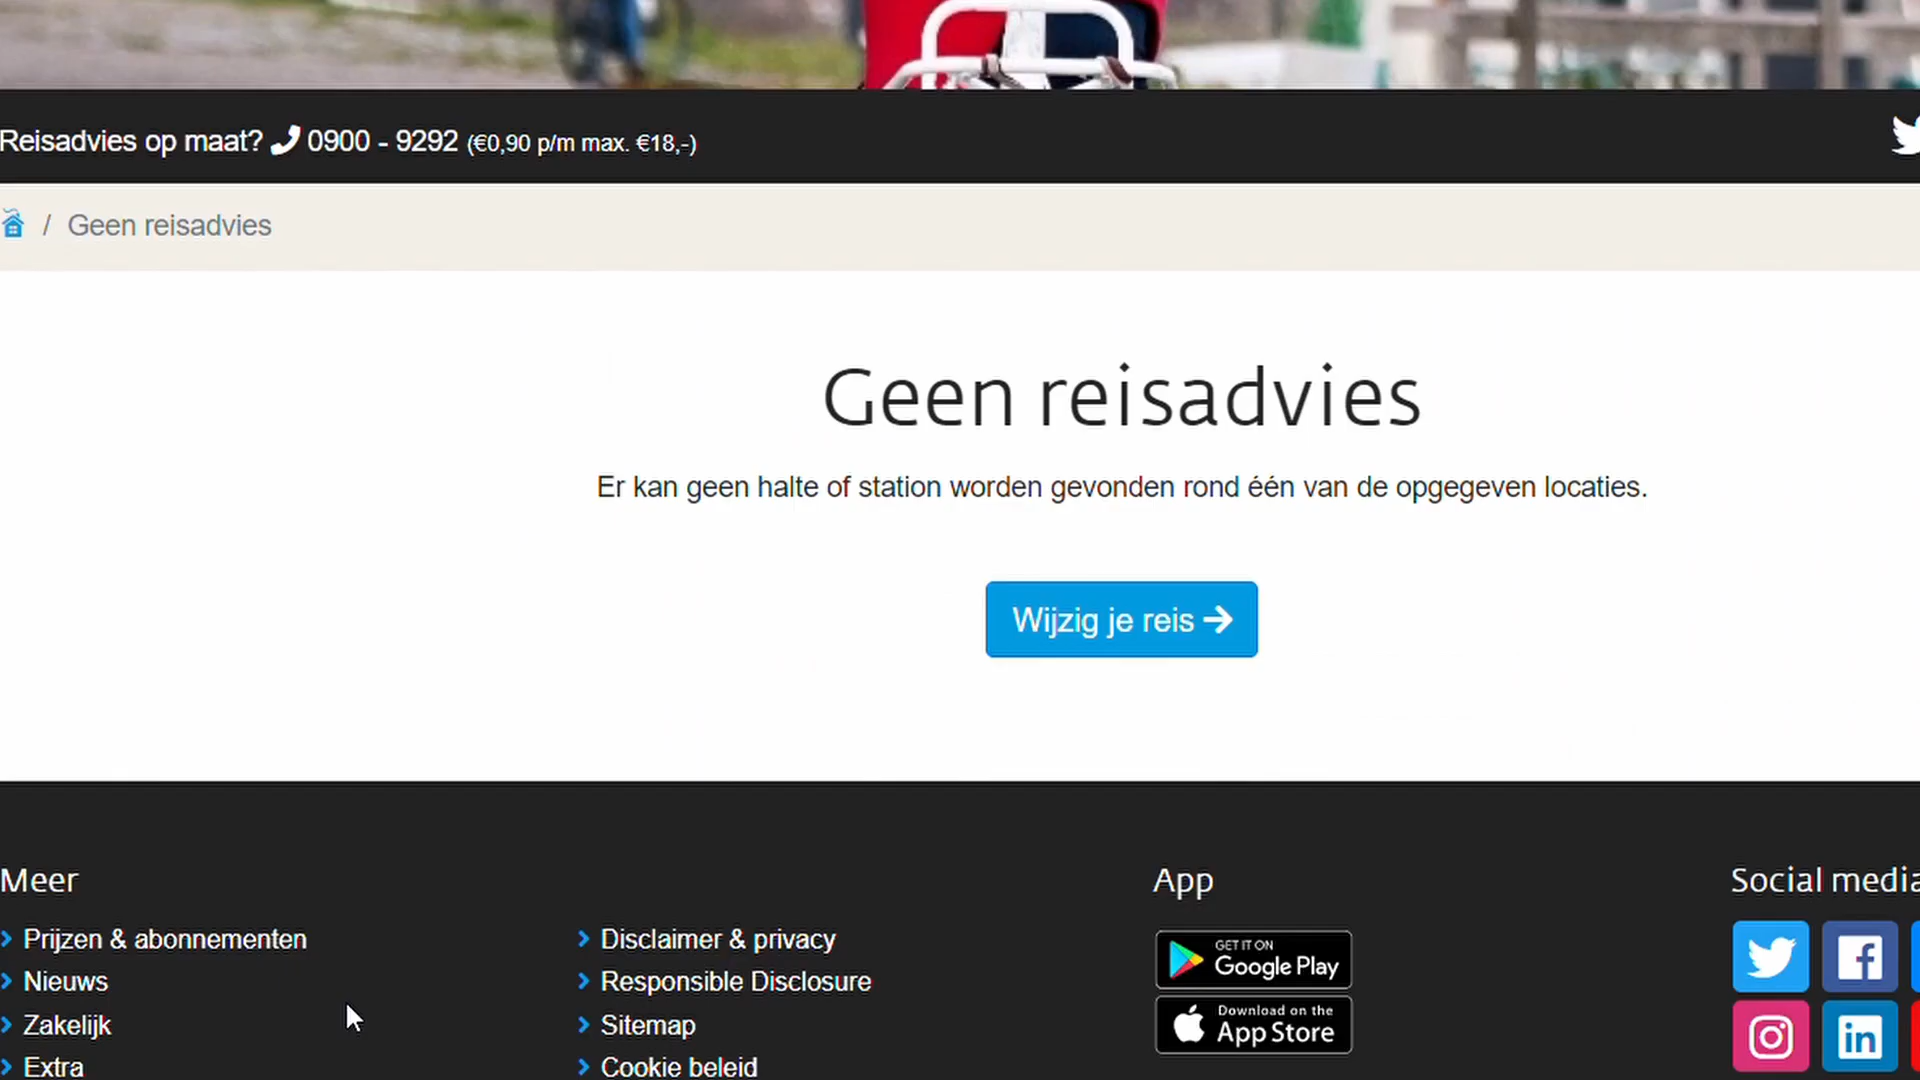 Reisadvies op maat? 0900 - 9292 (€0,90 p/m max. €18,-)
/ Geen reisadvies
Geen reisadvies
Er kan geen halte of station worden gevonden rond één van de opgegeven locaties.
Wijzig je reis
Meer
Prijzen & abonnementen
Nieuws
Zakelijk
Extra
Disclaimer & privacy
Responsible Disclosure
Sitemap
Cookie beleid
App
GET IT ON
Google Play
Download on the
App Store
Social media